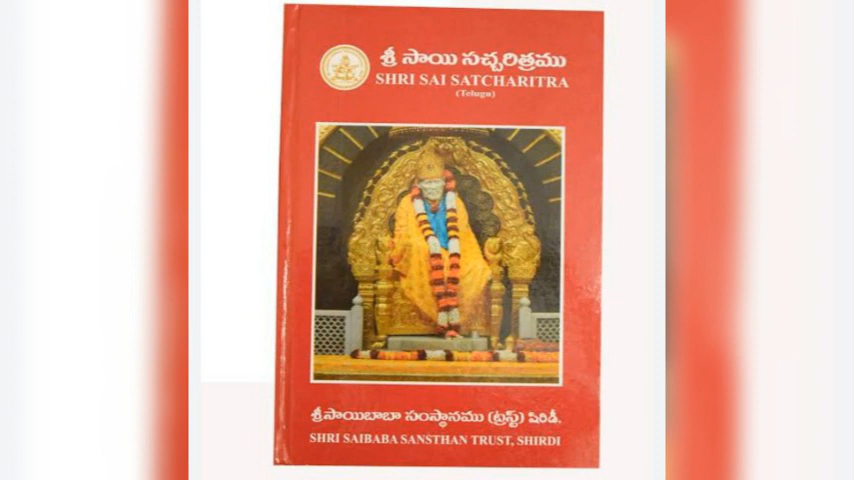 శ్రీ సాయి సచ్చరిత్రము
SHRI SAI SATCHARITRA
(Telugu)
శ్రీ సాయిబాబా సంస్థానము (ట్రస్ట్) షిరిడీ.
SHRI SAIBABA SANSTHAN TRUST, SHIRDI